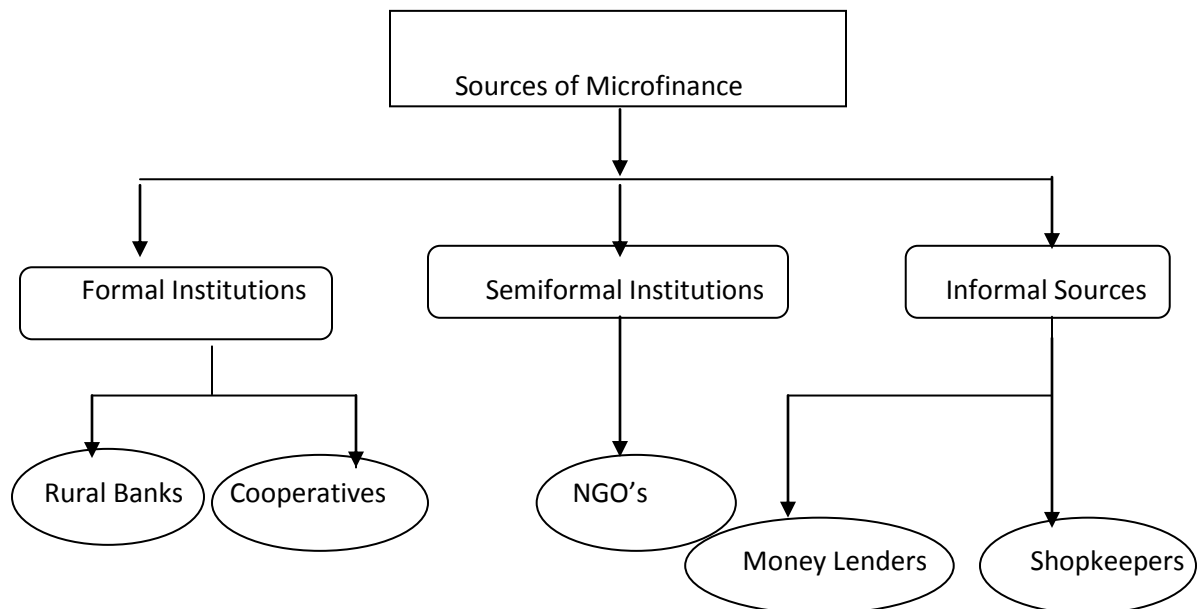 Sources of Microfinance
Formal Institutions
Semiformal Institutions
Informal Sources
Rural Banks
Cooperatives
NGO’s
Money Lenders
Shopkeepers